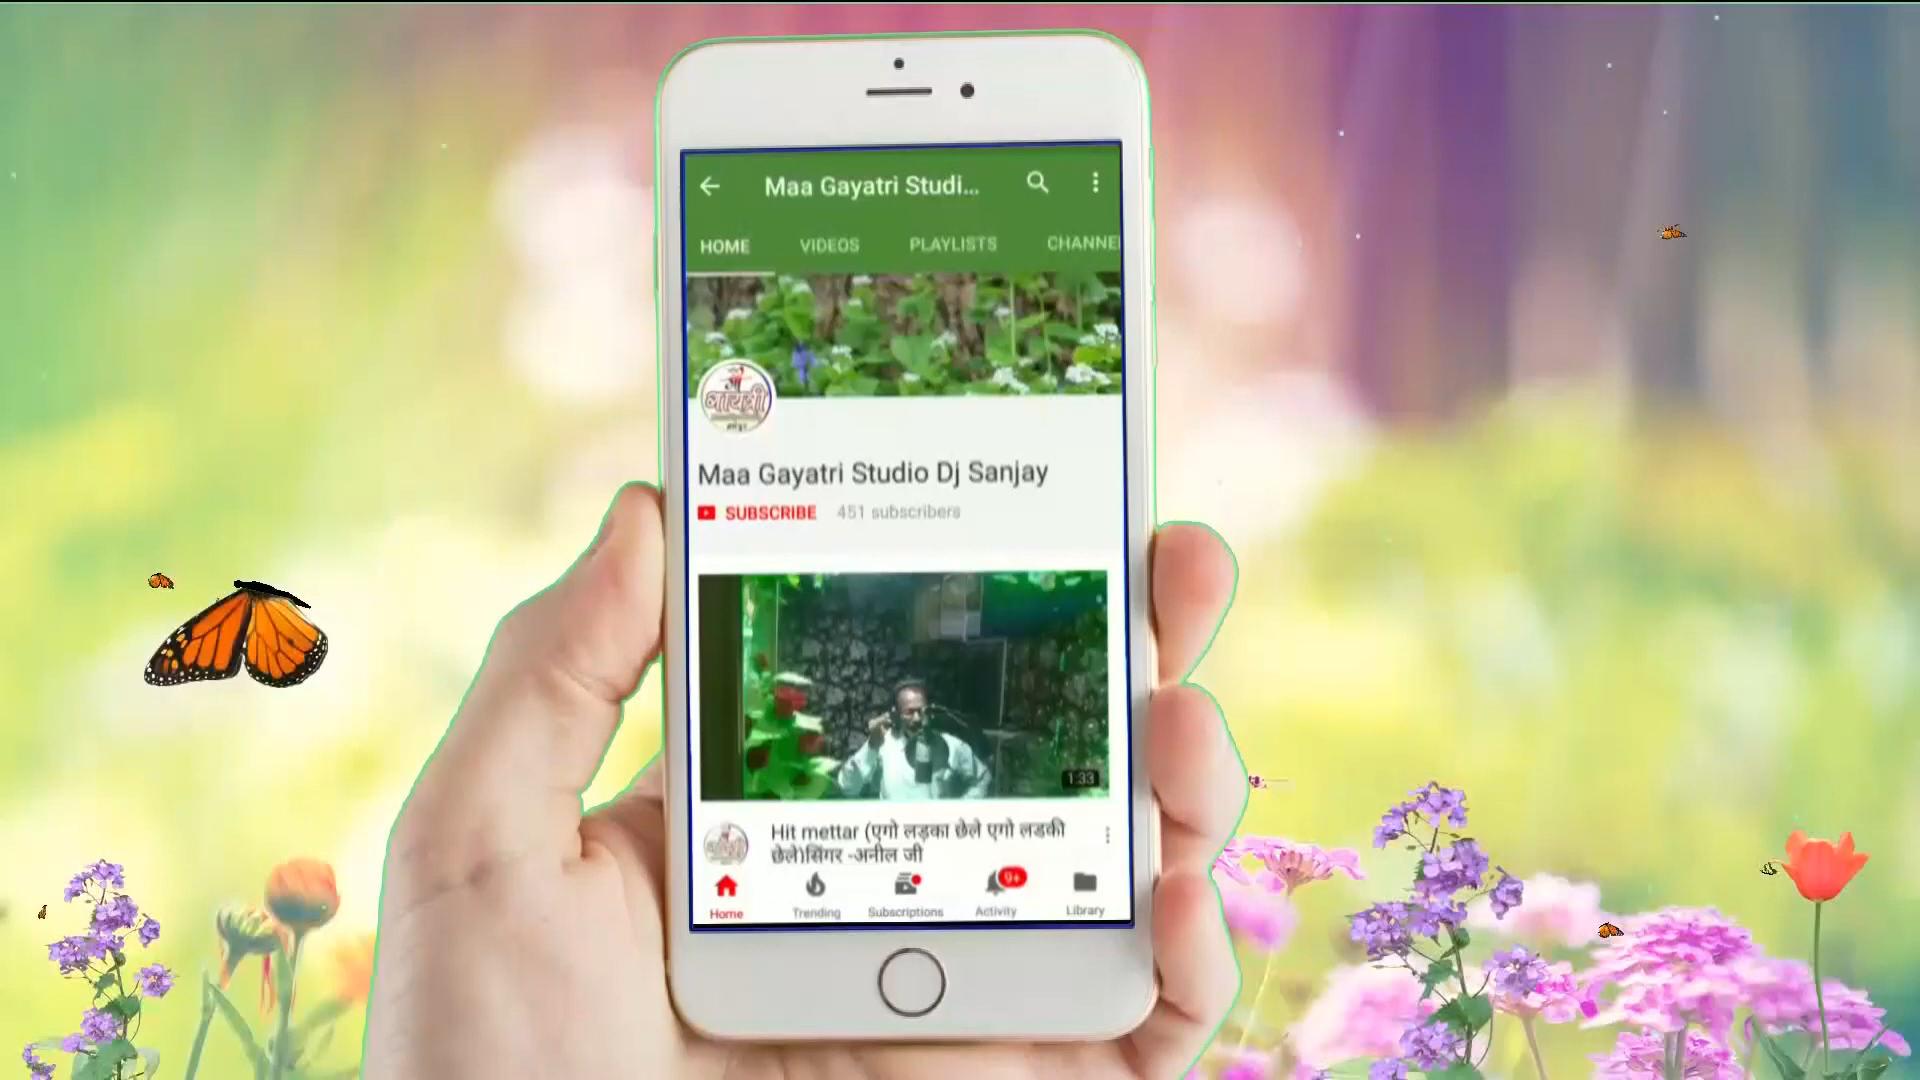 Maa Gayatri Studi...
HOME VIDEOS PLAYLISTS CHANNE
माँ
गायत्री
Maa Gayatri Studio Dj Sanjay
SUBSCRIBE 451 subscribers
1:33
Hit mettar (एगो लड़का छेले एगो लडकी
छेले)सिंगर -अनील जी
9+
Home Trending Subscriptions Activity Library